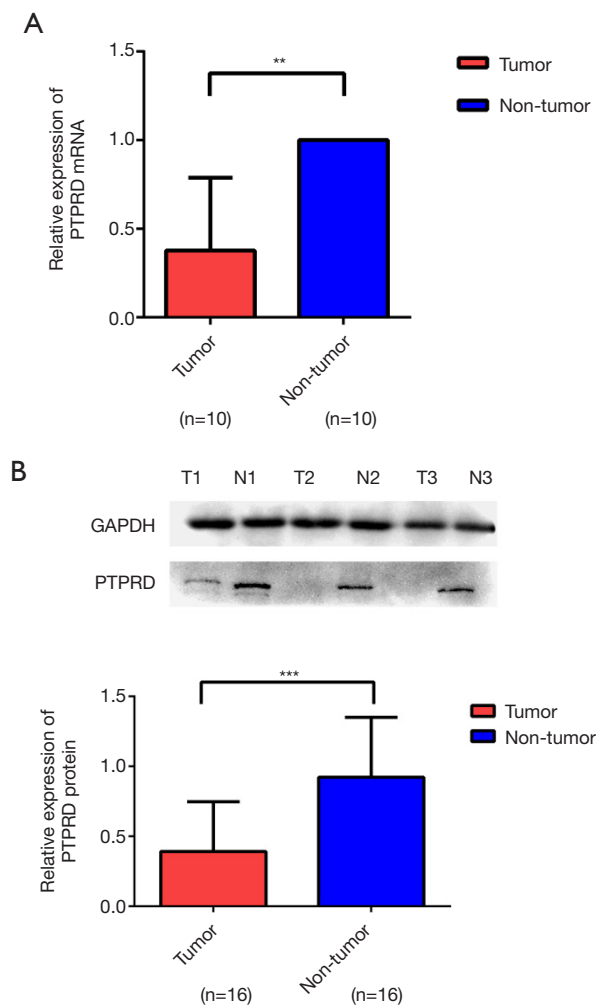 A
Relative expression of
PTPRD mRNA
1.5
1.0
0.5
0.0
**
Tumor
Non-tumor
Tumor
Non-tumor
(n=10)
(n=10)
B
T1 N1 T2 N2 T3 N3
GAPDH
PTPRD
Relative expression of
PTPRD protein
1.5
1.0
0.5
0.0
***
Tumor
Non-tumor
Tumor
Non-tumor
(n=16)
(n=16)